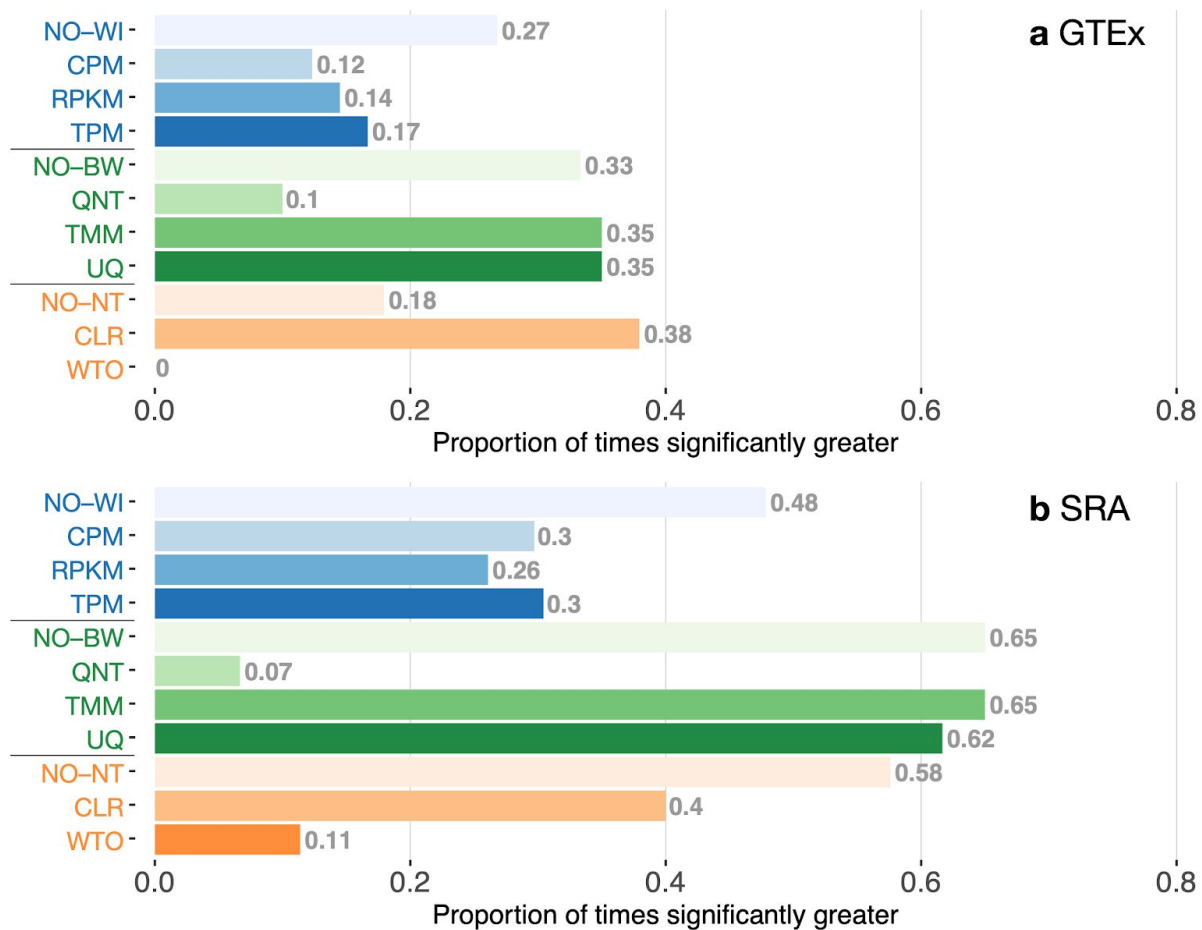 a GTEx
NO–WI 0.27
CPM 0.12
RPKM 0.14
TPM 0.17
NO–BW 0.33
QNT 0.1
TMM 0.35
UQ 0.35
NO–NT 0.18
CLR 0.38
WTO 0
0.0 0.2 0.4 0.6 0.8
Proportion of times significantly greater
b SRA
NO–WI 0.48
CPM 0.3
RPKM 0.26
TPM 0.3
NO–BW 0.65
QNT 0.07
TMM 0.65
UQ 0.62
NO–NT 0.58
CLR 0.4
WTO 0.11
0.0 0.2 0.4 0.6 0.8
Proportion of times significantly greater